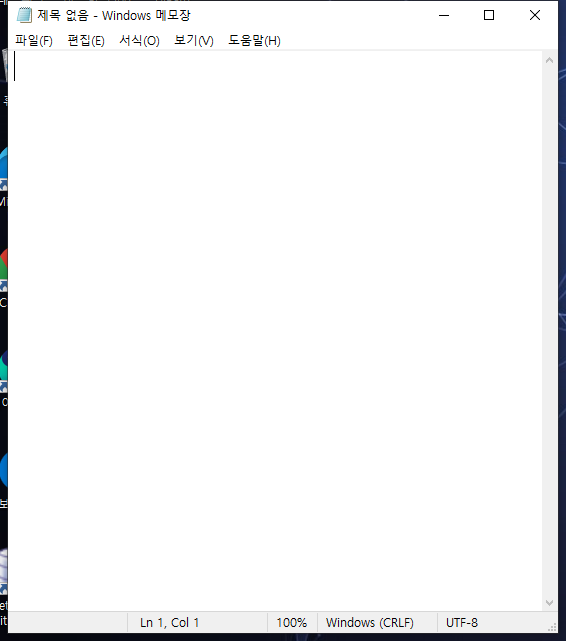 제목 없음 - Windows 메모장
파일(F) 편집(E) 서식(O) 보기(V) 도움말(H)
Ln 1, Col 1 100% Windows (CRLF) UTF-8